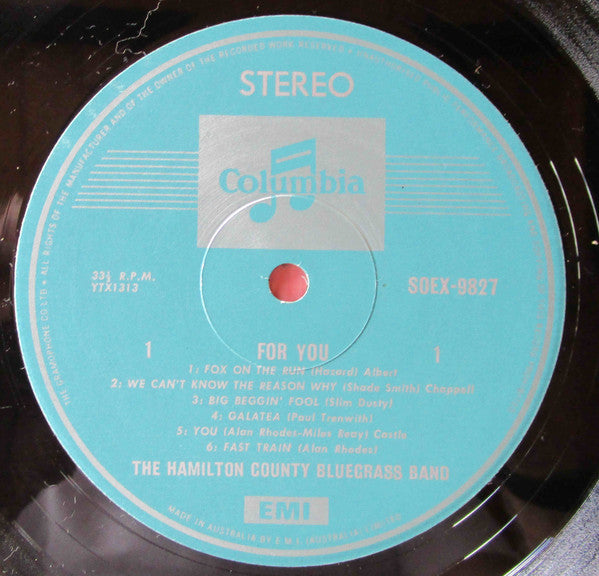 THE GRAMOPHONE CO LTD • ALL RIGHTS OF THE MANUFACTURER AND OF THE OWNER OF THE RECORDED WORK RESERVED •
STEREO
Columbia
33⅓ R.P.M.
YTX1313
SOEX-9827
1 FOR YOU 1
1: FOX ON THE RUN (Hazard) Albert
2: WE CAN'T KNOW THE REASON WHY (Shade Smith) Chappell
3: BIG BEGGIN' FOOL (Slim Dusty)
4: GALATEA (Paul Trenwith)
5: YOU (Alan Rhodes-Miles Reay) Castle
6: FAST TRAIN (Alan Rhodes)
THE HAMILTON COUNTY BLUEGRASS BAND
EMI
MADE IN AUSTRALIA BY E.M.I. (AUSTRALIA)